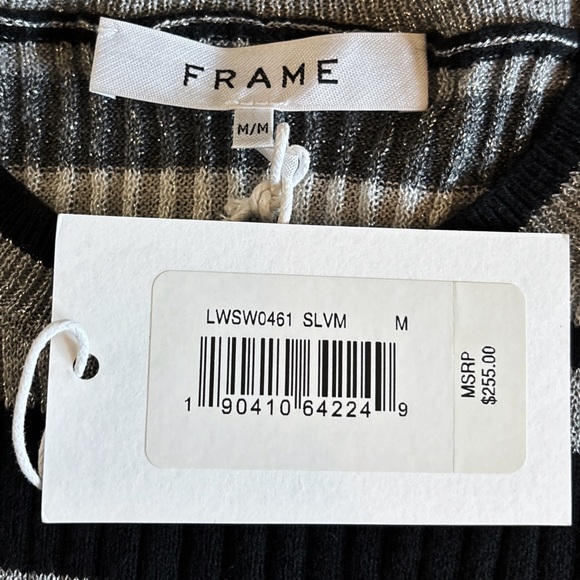 FRAME
M/M
LWSW0461 SLVM M
1 90410 64224 9
MSRP
$255.00